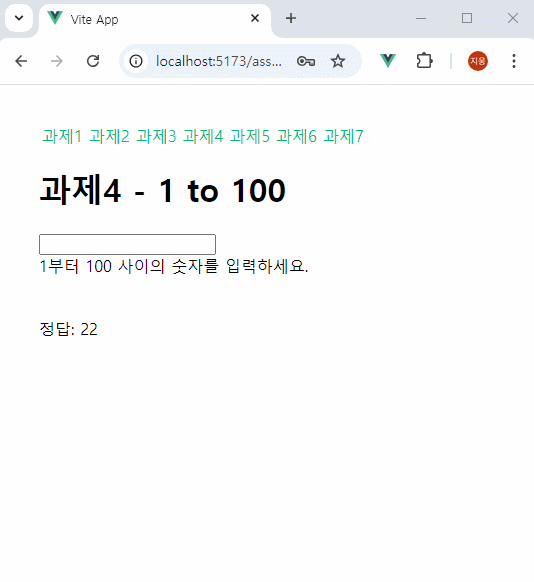 Vite App
localhost:5173/ass...
지웅
과제1 과제2 과제3 과제4 과제5 과제6 과제7
과제4 - 1 to 100
1부터 100 사이의 숫자를 입력하세요.
정답: 22